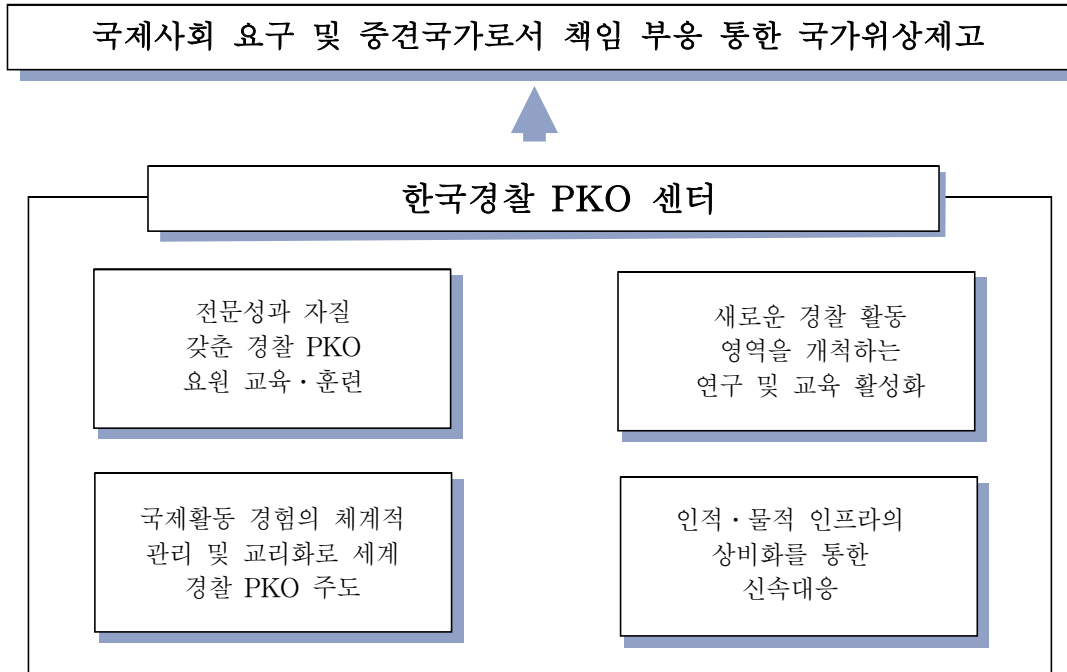 국제사회 요구 및 중견국가로서 책임 부응 통한 국가위상제고
한국경찰 PKO 센터
전문성과 자질
갖춘 경찰 PKO
요원 교육·훈련
새로운 경찰 활동
영역을 개척하는
연구 및 교육 활성화
국제활동 경험의 체계적
관리 및 교리화로 세계
경찰 PKO 주도
인적·물적 인프라의
상비화를 통한
신속대응